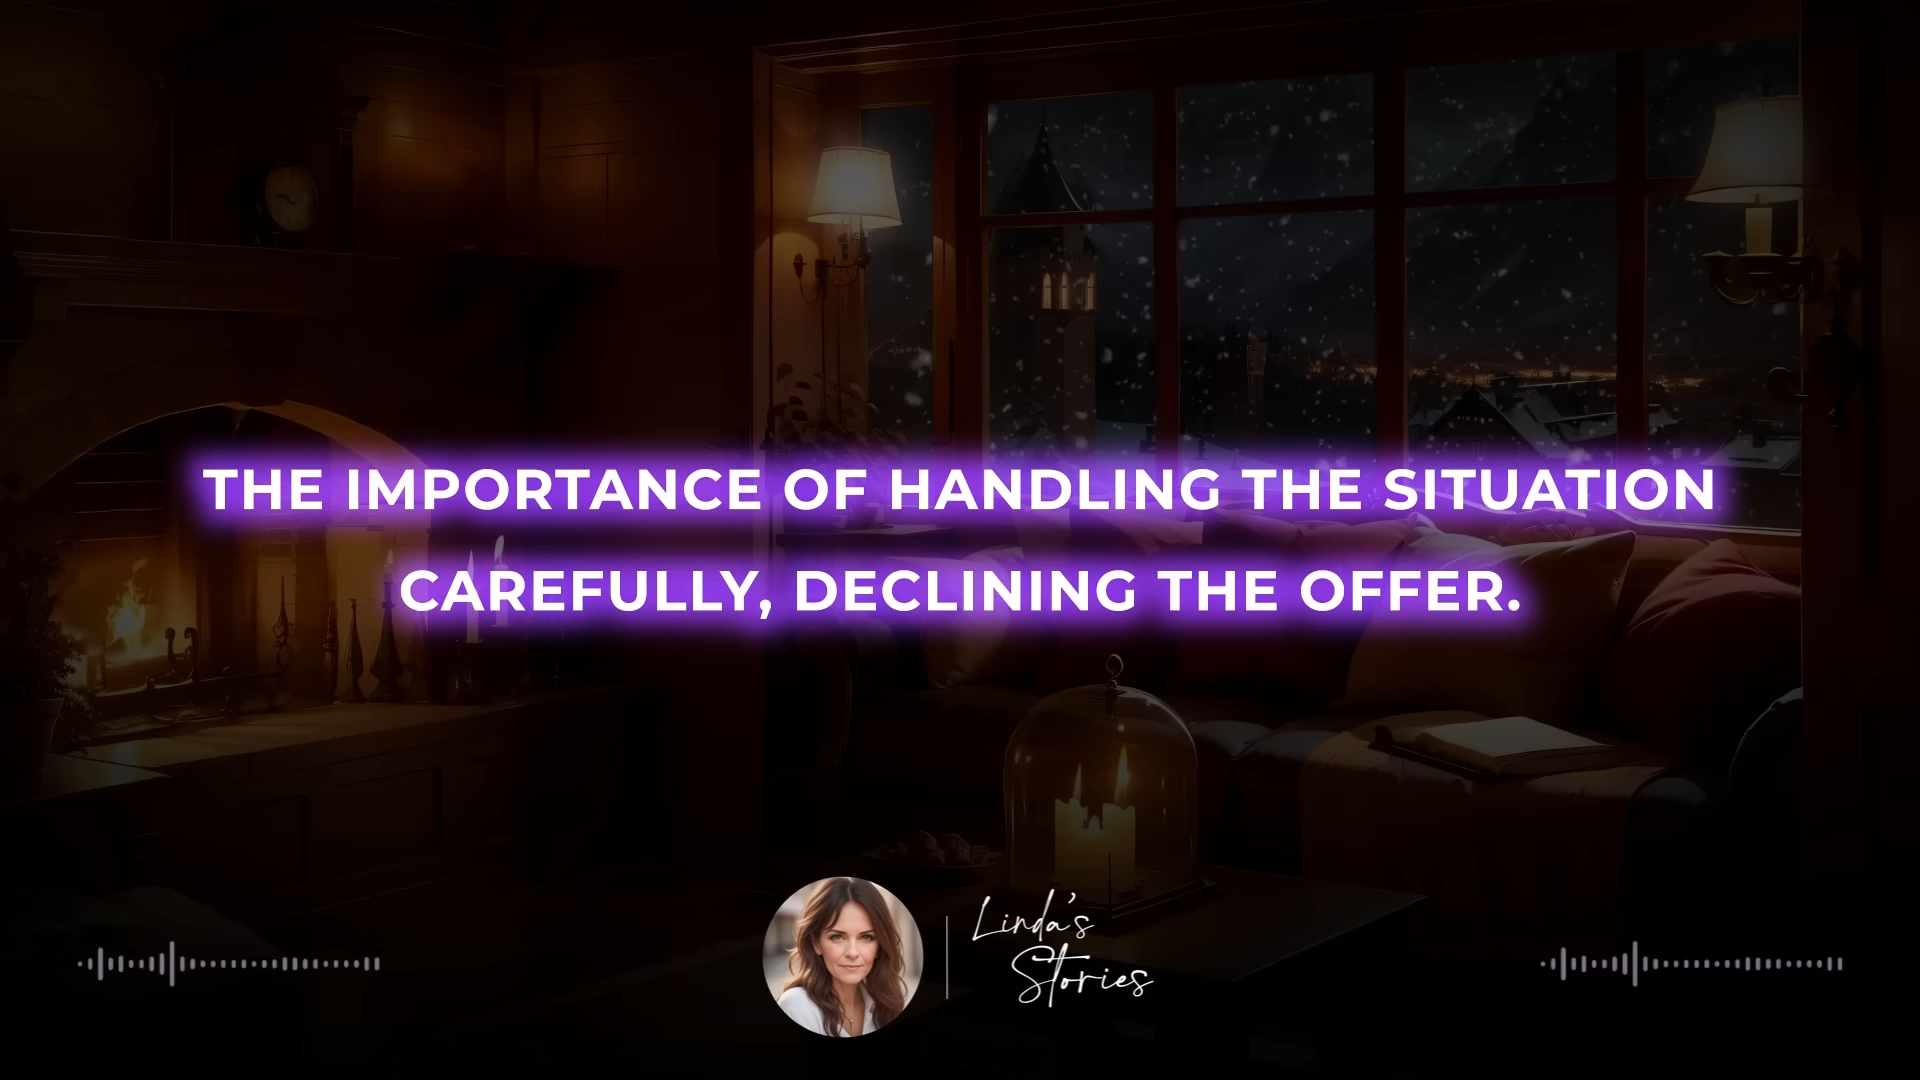 THE IMPORTANCE OF HANDLING THE SITUATION
CAREFULLY, DECLINING THE OFFER.
Linda's
Stories